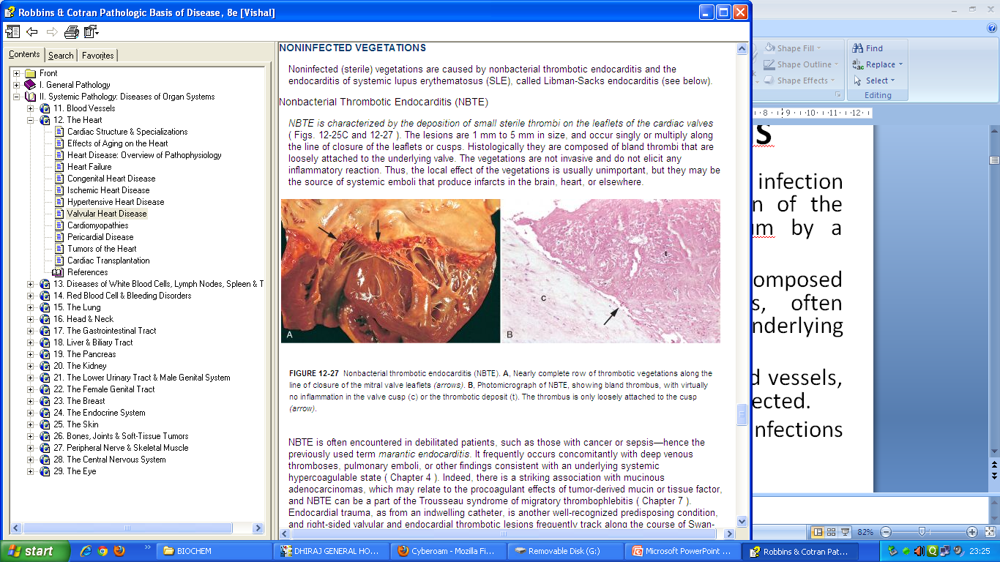 Robbins & Cotran Pathologic Basis of Disease, 8e [Vishal]
Contents
Search
Favorites
Front
I. General Pathology
II. Systemic Pathology: Diseases of Organ Systems
11. Blood Vessels
12. The Heart
Cardiac Structure & Specializations
Effects of Aging on the Heart
Heart Disease: Overview of Pathophysiology
Heart Failure
Congenital Heart Disease
Ischemic Heart Disease
Hypertensive Heart Disease
Valvular Heart Disease
Cardiomyopathies
Pericardial Disease
Tumors of the Heart
Cardiac Transplantation
References
13. Diseases of White Blood Cells, Lymph Nodes, Spleen & T
14. Red Blood Cell & Bleeding Disorders
15. The Lung
16. Head & Neck
17. The Gastrointestinal Tract
18. Liver & Biliary Tract
19. The Pancreas
20. The Kidney
21. The Lower Urinary Tract & Male Genital System
22. The Female Genital Tract
23. The Breast
24. The Endocrine System
25. The Skin
26. Bones, Joints & Soft-Tissue Tumors
27. Peripheral Nerve & Skeletal Muscle
28. The Central Nervous System
29. The Eye
NONINFECTED VEGETATIONS
Noninfected (sterile) vegetations are caused by nonbacterial thrombotic endocarditis and the
endocarditis of systemic lupus erythematosus (SLE), called Libman-Sacks endocarditis (see below).
Nonbacterial Thrombotic Endocarditis (NBTE)
NBTE is characterized by the deposition of small sterile thrombi on the leaflets of the cardiac valves
( Figs. 12-25C and 12-27 ). The lesions are 1 mm to 5 mm in size, and occur singly or multiply along
the line of closure of the leaflets or cusps. Histologically they are composed of bland thrombi that are
loosely attached to the underlying valve. The vegetations are not invasive and do not elicit any
inflammatory reaction. Thus, the local effect of the vegetations is usually unimportant, but they may be
the source of systemic emboli that produce infarcts in the brain, heart, or elsewhere.
A
B
c
t
FIGURE 12-27 Nonbacterial thrombotic endocarditis (NBTE). A, Nearly complete row of thrombotic vegetations along the
line of closure of the mitral valve leaflets (arrows). B, Photomicrograph of NBTE, showing bland thrombus, with virtually
no inflammation in the valve cusp (c) or the thrombotic deposit (t). The thrombus is only loosely attached to the cusp
(arrow).
NBTE is often encountered in debilitated patients, such as those with cancer or sepsis—hence the
previously used term marantic endocarditis. It frequently occurs concomitantly with deep venous
thromboses, pulmonary emboli, or other findings consistent with an underlying systemic
hypercoagulable state ( Chapter 4 ). Indeed, there is a striking association with mucinous
adenocarcinomas, which may relate to the procoagulant effects of tumor-derived mucin or tissue factor,
and NBTE can be a part of the Trousseau syndrome of migratory thrombophlebitis ( Chapter 7 ).
Endocardial trauma, as from an indwelling catheter, is another well-recognized predisposing condition,
and right-sided valvular and endocardial thrombotic lesions frequently track along the course of Swan-
Shape Fill
Shape Outline
Shape Effects
Find
Replace
Select
Editing
8 9 10 11 12
S
infection
n of the
um by a
omposed
s, often
nderlying
d vessels,
ected.
infections
82%
start
BIOCHEM
DHIRAJ GENERAL HO...
Cyberoam - Mozilla Fi...
Removable Disk (G:)
Microsoft PowerPoint ...
Robbins & Cotran Pat...
23:25